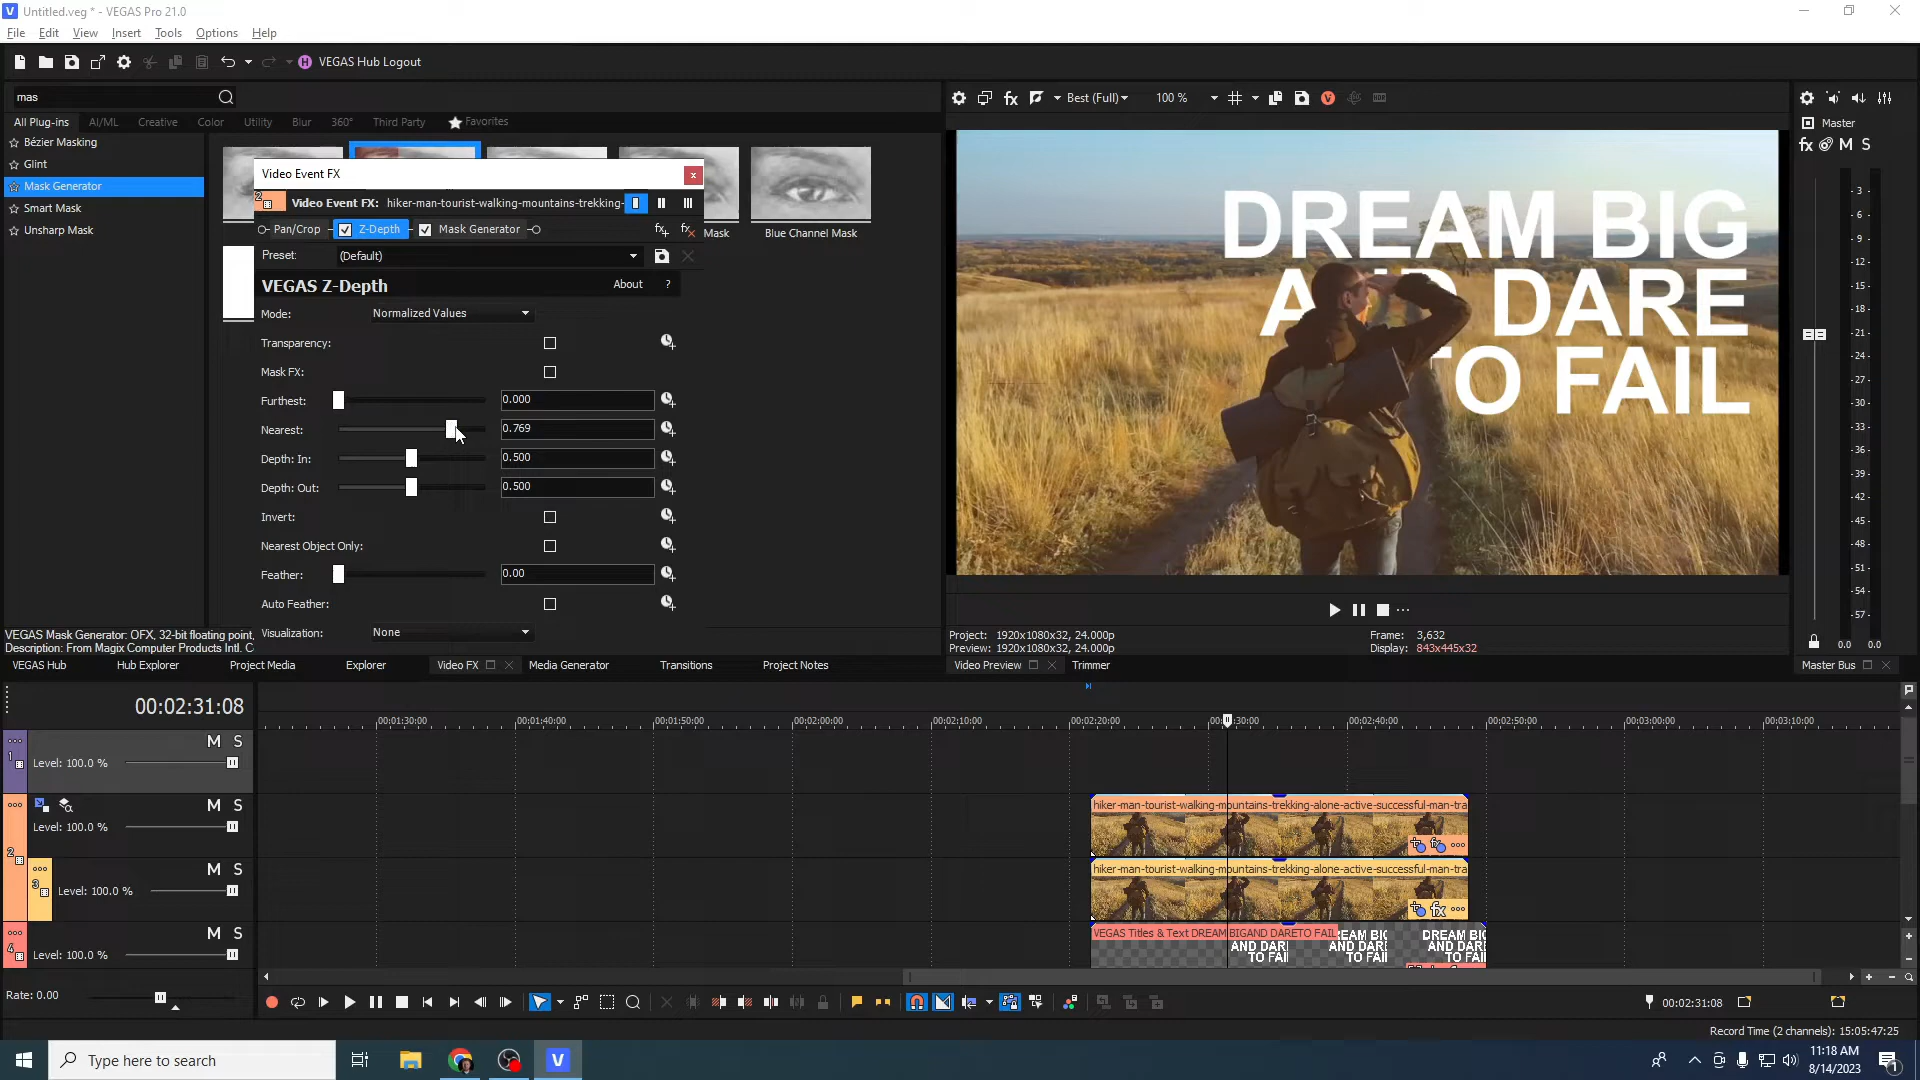 Untitled.veg * - VEGAS Pro 21.0
File Edit View Insert Tools Options Help
VEGAS Hub Logout
mas
All Plug-ins AI/ML Creative Color Utility Blur 360° Third Party Favorites
Bézier Masking
Glint
Mask Generator
Smart Mask
Unsharp Mask
Mask
Blue Channel Mask
Video Event FX
Video Event FX: hiker-man-tourist-walking-mountains-trekking-
Pan/Crop Z-Depth Mask Generator
Preset: (Default)
VEGAS Z-Depth About ?
Mode: Normalized Values
Transparency:
Mask FX:
Furthest: 0.000
Nearest: 0.769
Depth: In: 0.500
Depth: Out: 0.500
Invert:
Nearest Object Only:
Feather: 0.00
Auto Feather:
Visualization: None
VEGAS Mask Generator: OFX, 32-bit floating point,
Description: From Magix Computer Products Intl. C
VEGAS Hub Hub Explorer Project Media Explorer Video FX Media Generator Transitions Project Notes
Best (Full) 100 %
DREAM BIG
AND DARE
TO FAIL
Project: 1920x1080x32, 24.000p
Preview: 1920x1080x32, 24.000p
Frame: 3,632
Display: 843x445x32
Video Preview Trimmer
Master
fx M S
3
6
9
12
15
18
21
24
27
30
33
36
39
42
45
48
51
54
57
0.0 0.0
Master Bus
00:02:31:08
00:01:30:00 00:01:40:00 00:01:50:00 00:02:00:00 00:02:10:00 00:02:20:00 00:02:40:00 00:02:50:00 00:03:00:00 00:03:10:00
1 M S
Level: 100.0 %
2 M S
Level: 100.0 %
3 M S
Level: 100.0 %
4 M S
Level: 100.0 %
hiker-man-tourist-walking-mountains-trekking-alone-active-successful-man-tra
hiker-man-tourist-walking-mountains-trekking-alone-active-successful-man-tra
VEGAS Titles & Text DREAM BIGAND DARETO FAIL
Rate: 0.00
00:02:31:08
Record Time (2 channels): 15:05:47:25
Type here to search
11:18 AM
8/14/2023